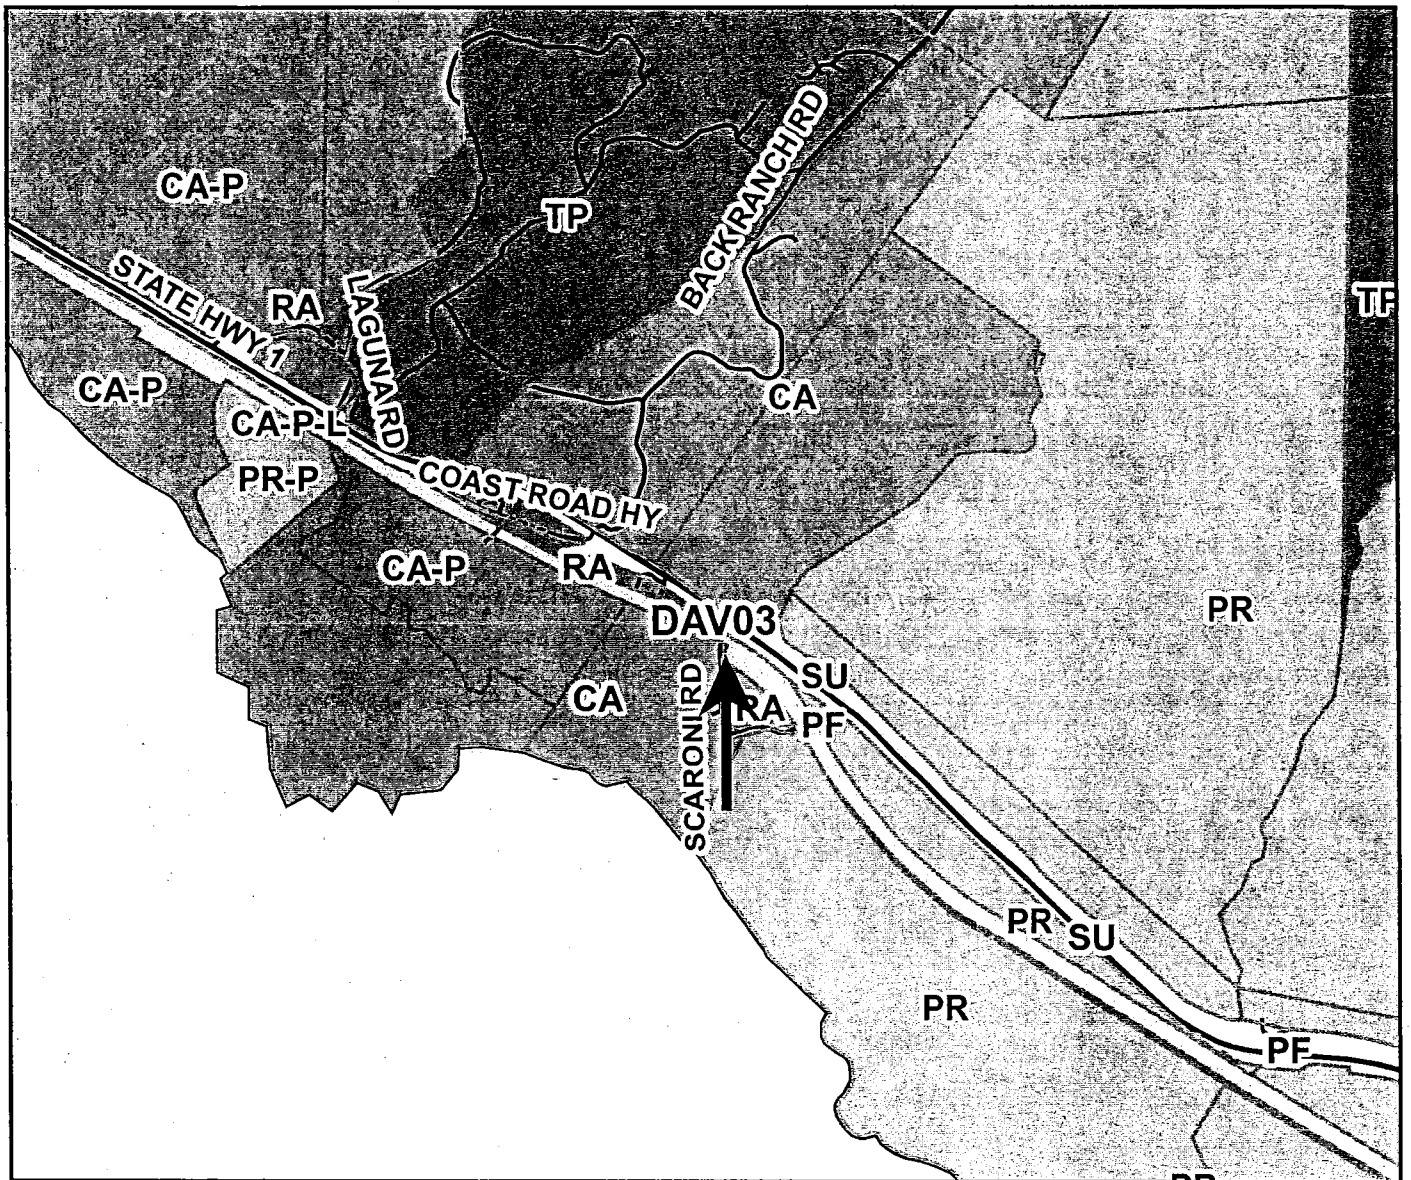 CA-P
TP
BACK RANCH RD
STATE HWY 1
RA
LAGUNA RD
TP
CA-P
CA-P-L
CA
PR-P
COAST ROAD HY
CA-P
RA
DAV03
PR
SCARONI RD
CA
RA
SU
PF
PR
SU
PR
PF
PR